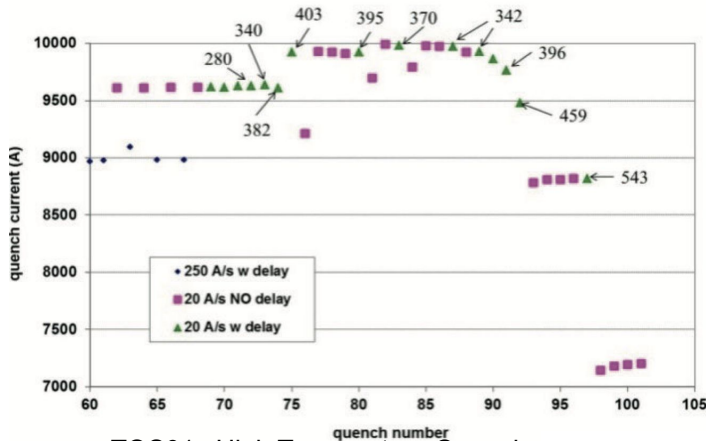 403
395
370
342
340
280
382
396
459
543
10000
9500
9000
8500
8000
7500
7000
quench current (A)
250 A/s w delay
20 A/s NO delay
20 A/s w delay
60 65 70 75 80 85 90 95 100 105
quench number